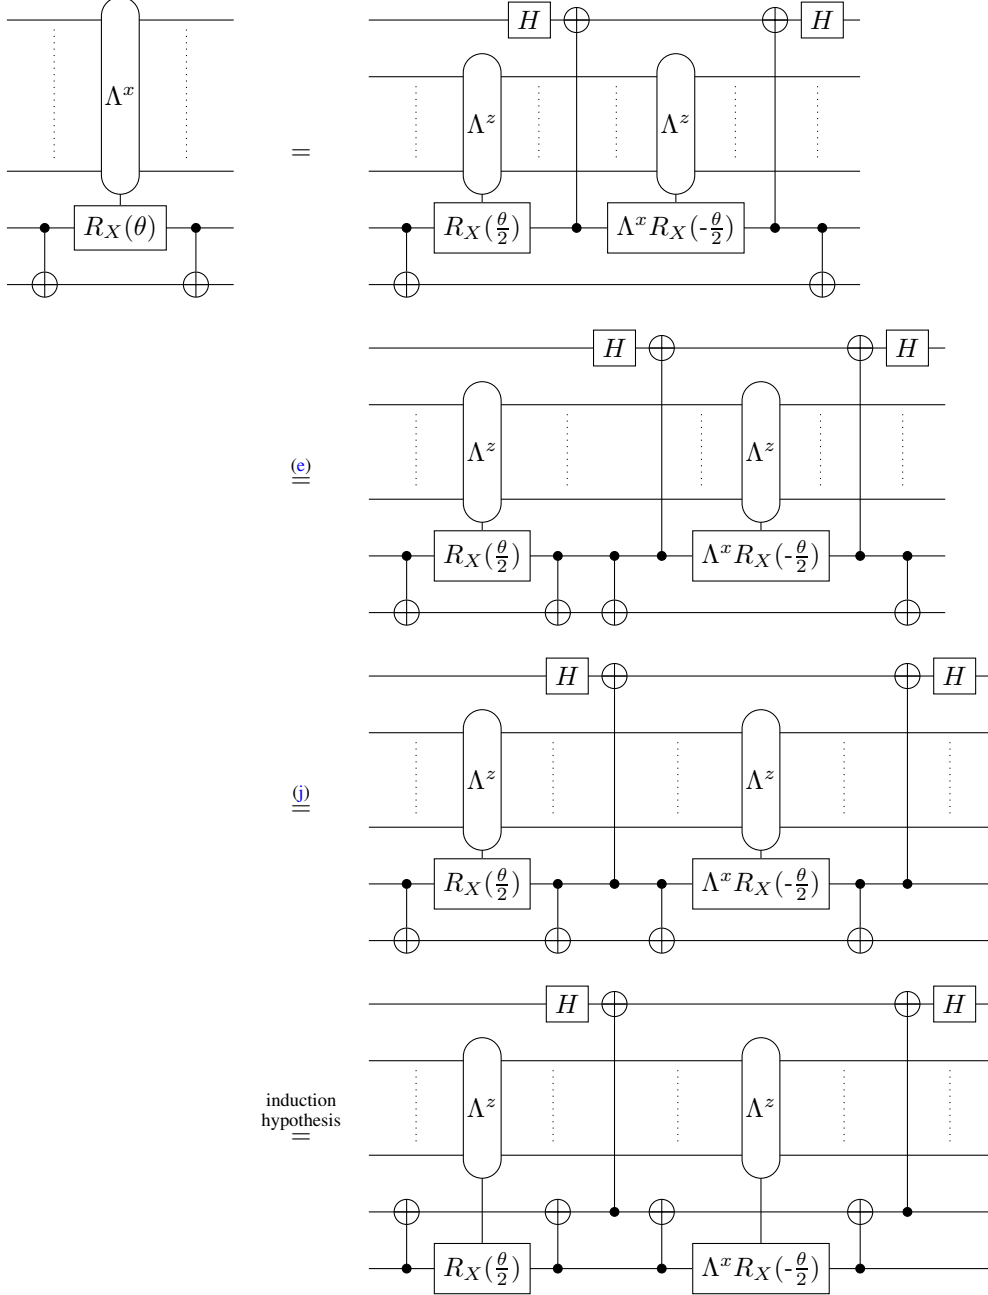 H H
Λ^x Λ^z Λ^z
=
R_X(θ) R_X(θ/2) Λ^x R_X(-θ/2)
H H
Λ^z Λ^z
(e)
=
R_X(θ/2) Λ^x R_X(-θ/2)
H H
Λ^z Λ^z
(j)
=
R_X(θ/2) Λ^x R_X(-θ/2)
H H
Λ^z Λ^z
induction
hypothesis
=
R_X(θ/2) Λ^x R_X(-θ/2)